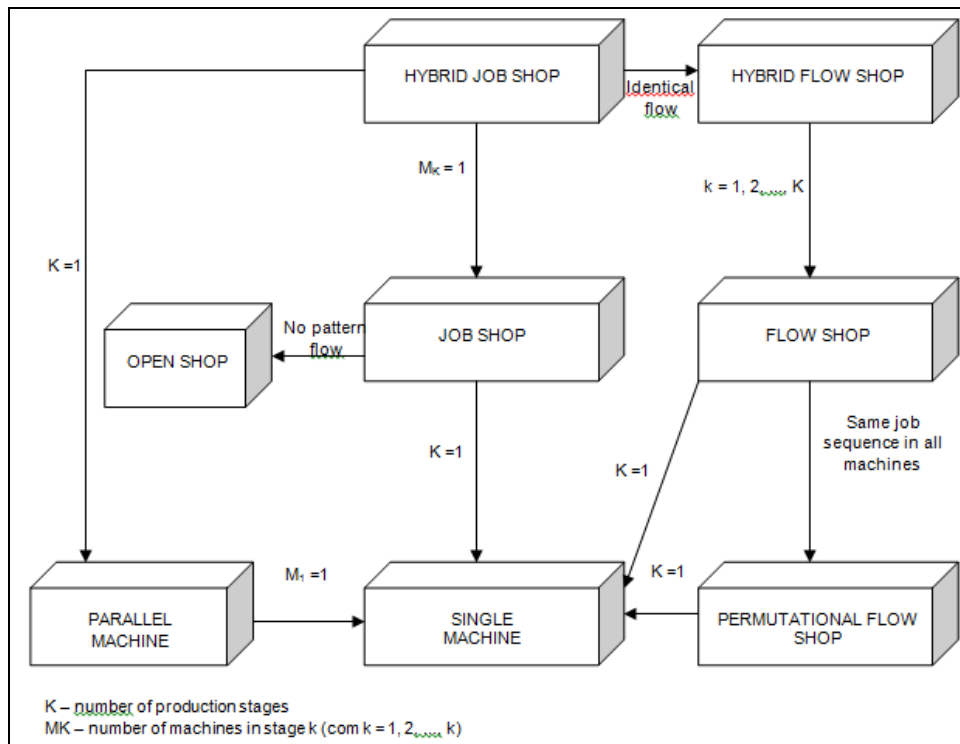 HYBRID JOB SHOP
HYBRID FLOW SHOP
Identical
flow
MK = 1
k = 1, 2,...., K
K =1
No pattern
flow
OPEN SHOP
JOB SHOP
FLOW SHOP
Same job
sequence in all
machines
K =1
K =1
M1 =1
K =1
PARALLEL
MACHINE
SINGLE
MACHINE
PERMUTATIONAL FLOW
SHOP
K – number of production stages
MK – number of machines in stage k (com k = 1, 2,...., k)